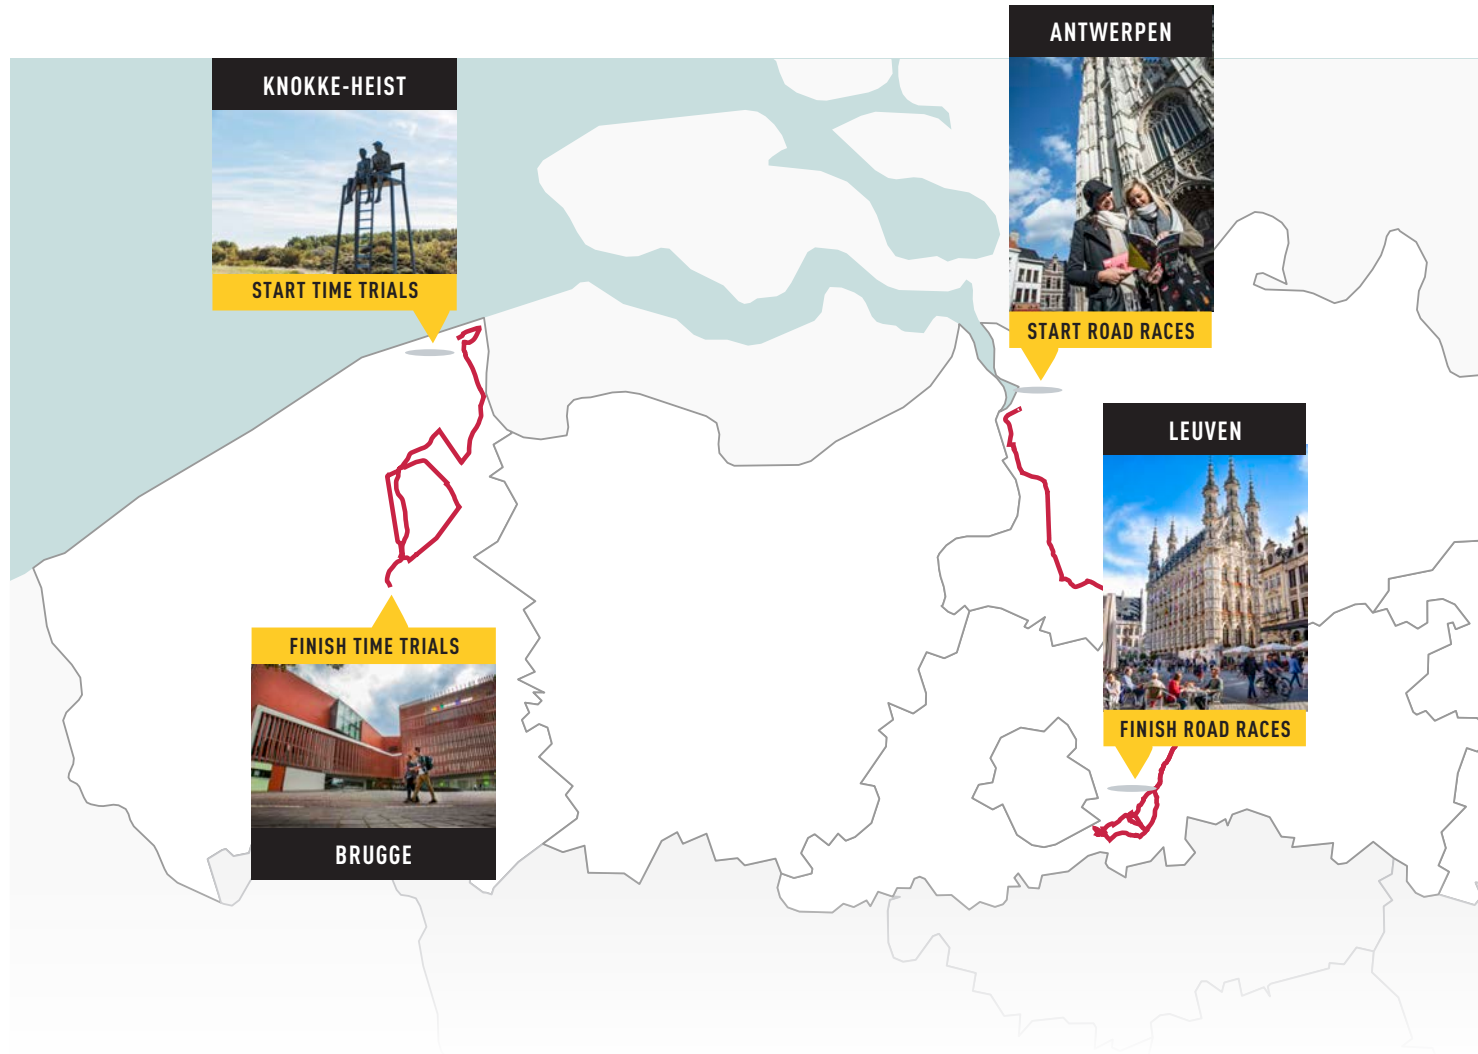 KNOKKE-HEIST
START TIME TRIALS
ANTWERPEN
START ROAD RACES
LEUVEN
FINISH ROAD RACES
FINISH TIME TRIALS
BRUGGE